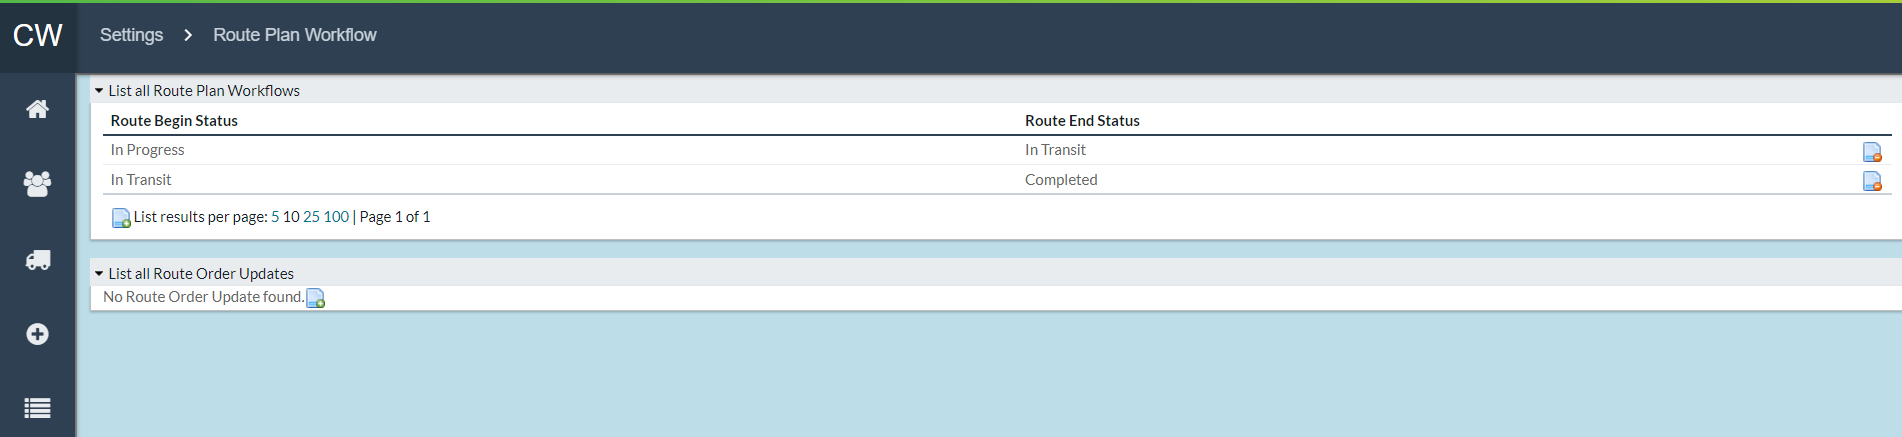 CW
Settings > Route Plan Workflow
List all Route Plan Workflows
Route Begin Status Route End Status
In Progress In Transit
In Transit Completed
List results per page: 5 10 25 100 | Page 1 of 1
List all Route Order Updates
No Route Order Update found.